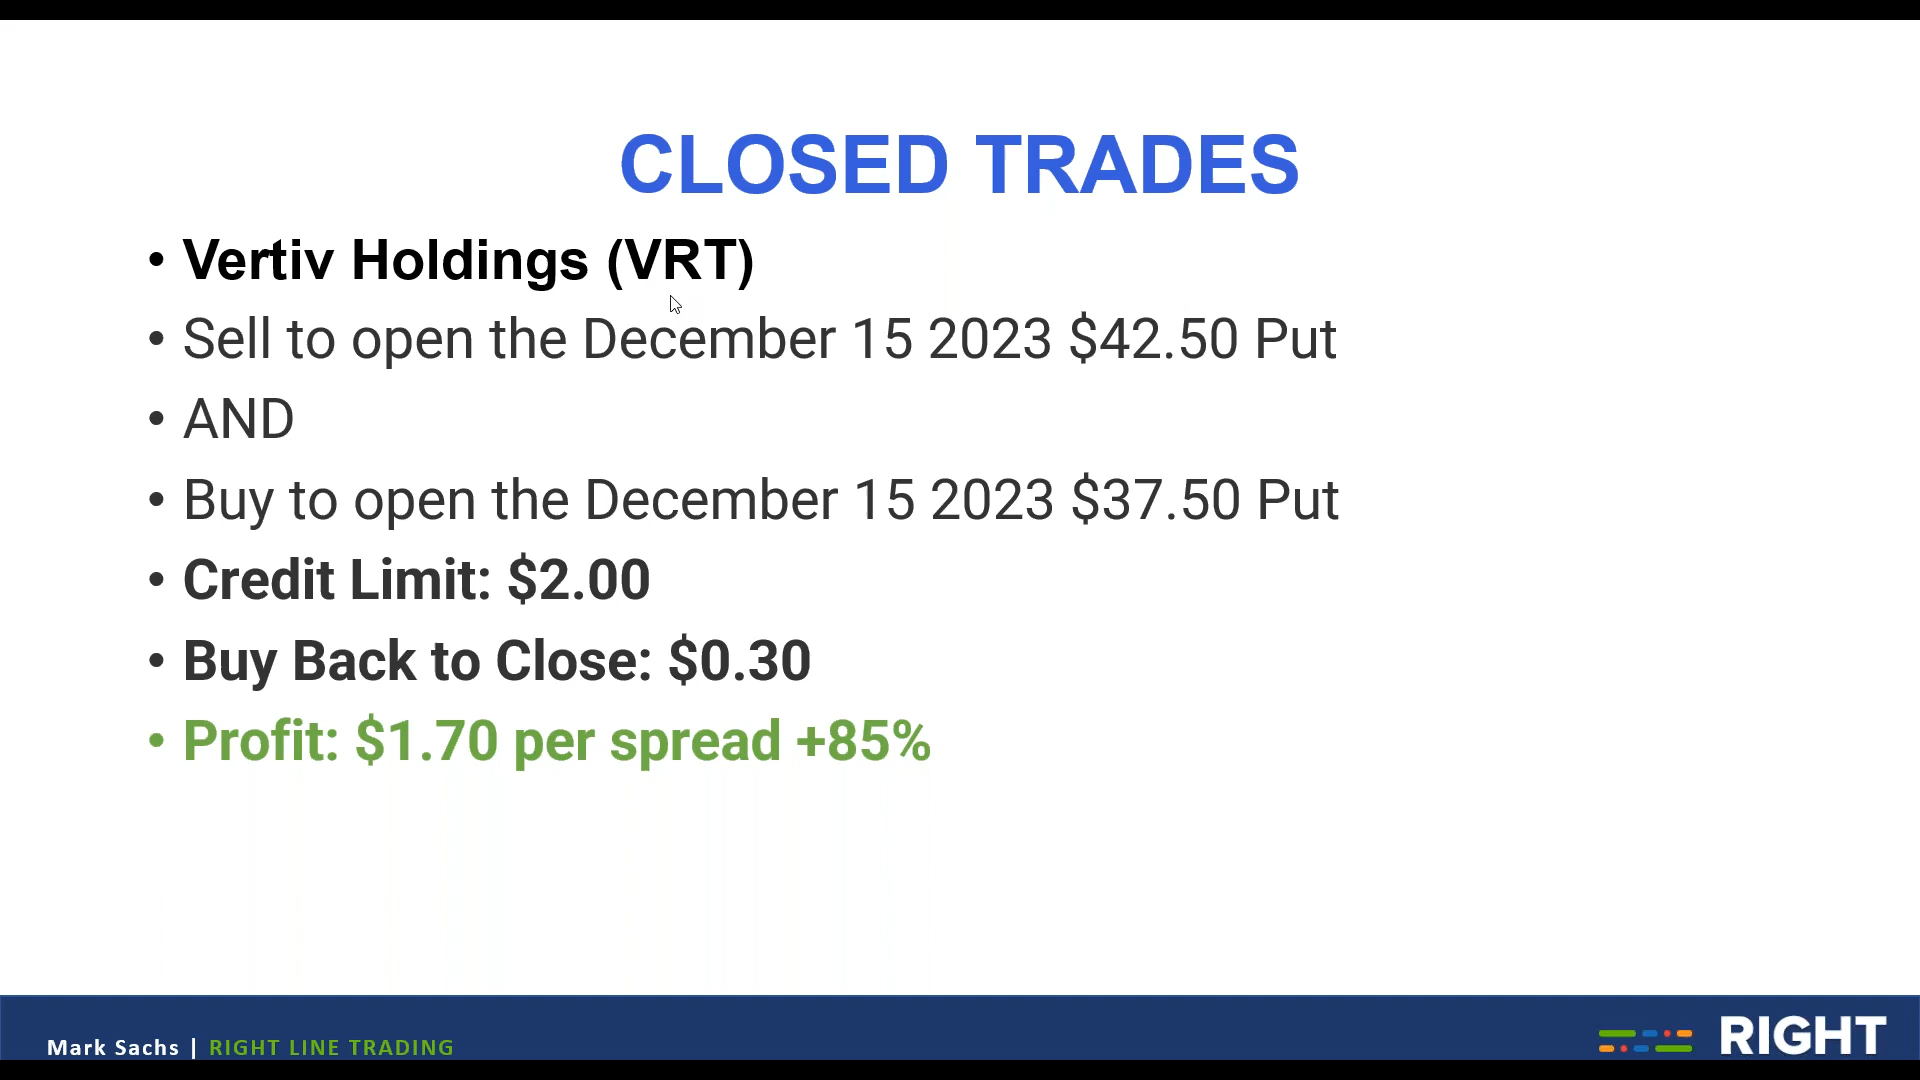 CLOSED TRADES
• Vertiv Holdings (VRT)
• Sell to open the December 15 2023 $42.50 Put
• AND
• Buy to open the December 15 2023 $37.50 Put
• Credit Limit: $2.00
• Buy Back to Close: $0.30
• Profit: $1.70 per spread +85%
Mark Sachs | RIGHT LINE TRADING
RIGHT